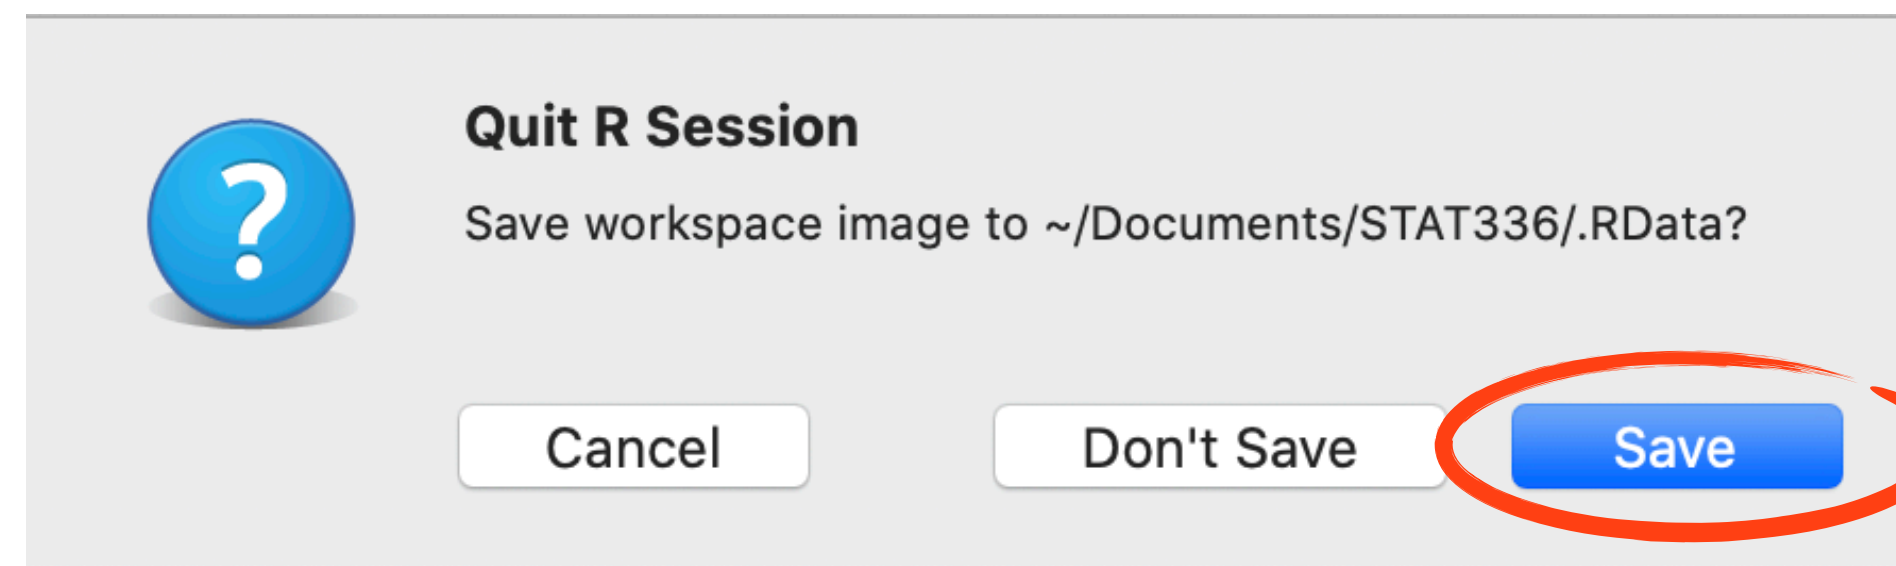 ?
Quit R Session
Save workspace image to ~/Documents/STAT336/.RData?
Cancel
Don't Save
Save